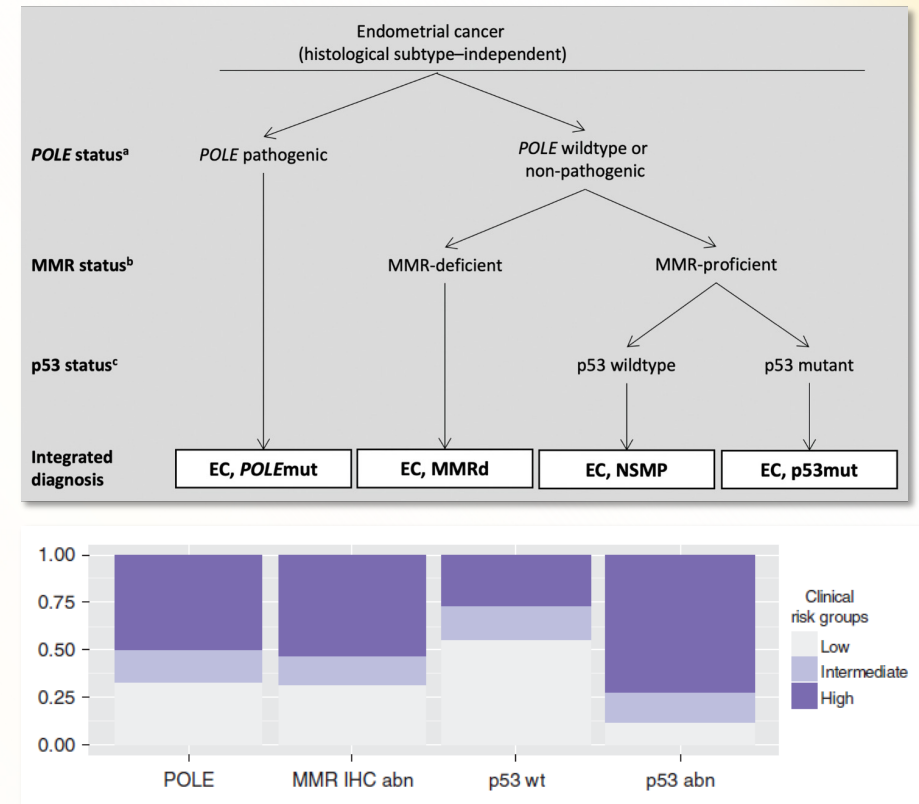 Endometrial cancer
(histological subtype–independent)
POLE statusᵃ
POLE pathogenic
POLE wildtype or
non-pathogenic
MMR statusᵇ
MMR-deficient
MMR-proficient
p53 statusᶜ
p53 wildtype
p53 mutant
Integrated
diagnosis
EC, POLEmut
EC, MMRd
EC, NSMP
EC, p53mut
1.00
0.75
0.50
0.25
0.00
POLE
MMR IHC abn
p53 wt
p53 abn
Clinical
risk groups
Low
Intermediate
High